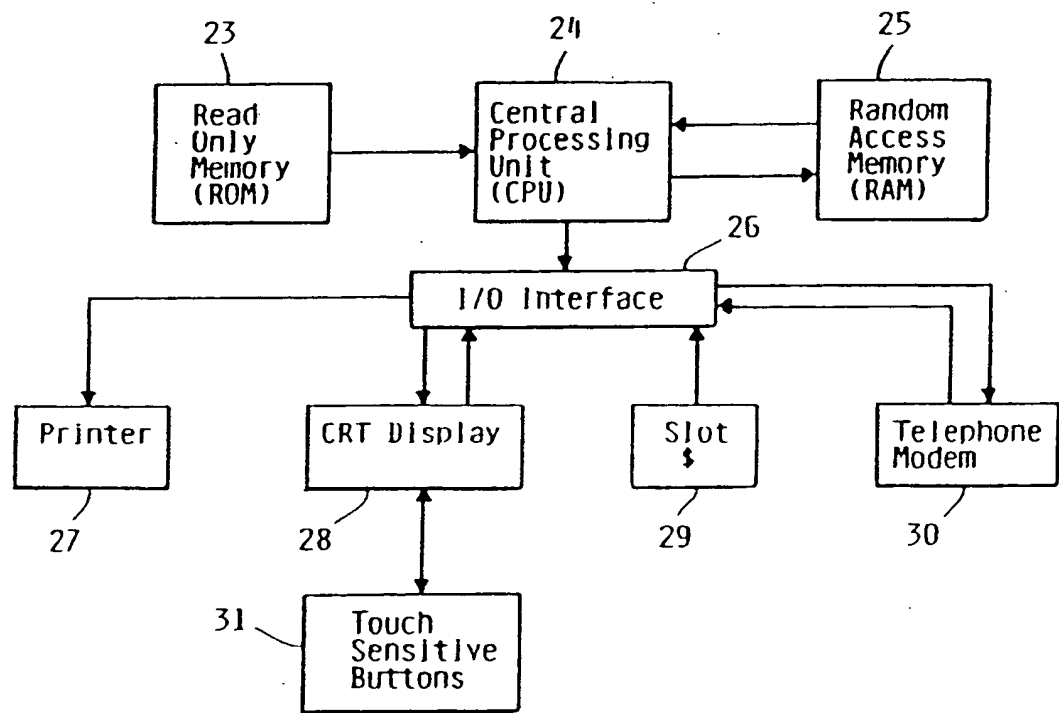 23
24
25
Read
Only
Memory
(ROM)
Central
Processing
Unit
(CPU)
Random
Access
Memory
(RAM)
26
I/O Interface
Printer
CRT Display
Slot
$
Telephone
Modem
27
28
29
30
31
Touch
Sensitive
Buttons